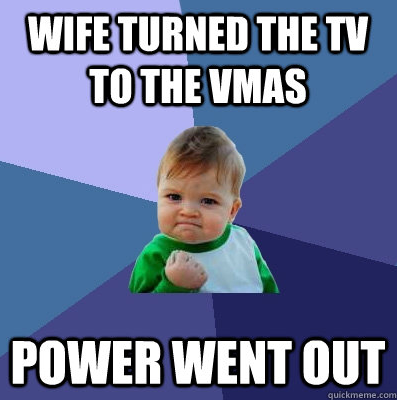 WIFE TURNED THE TV
TO THE VMAS
POWER WENT OUT
quickmeme.com